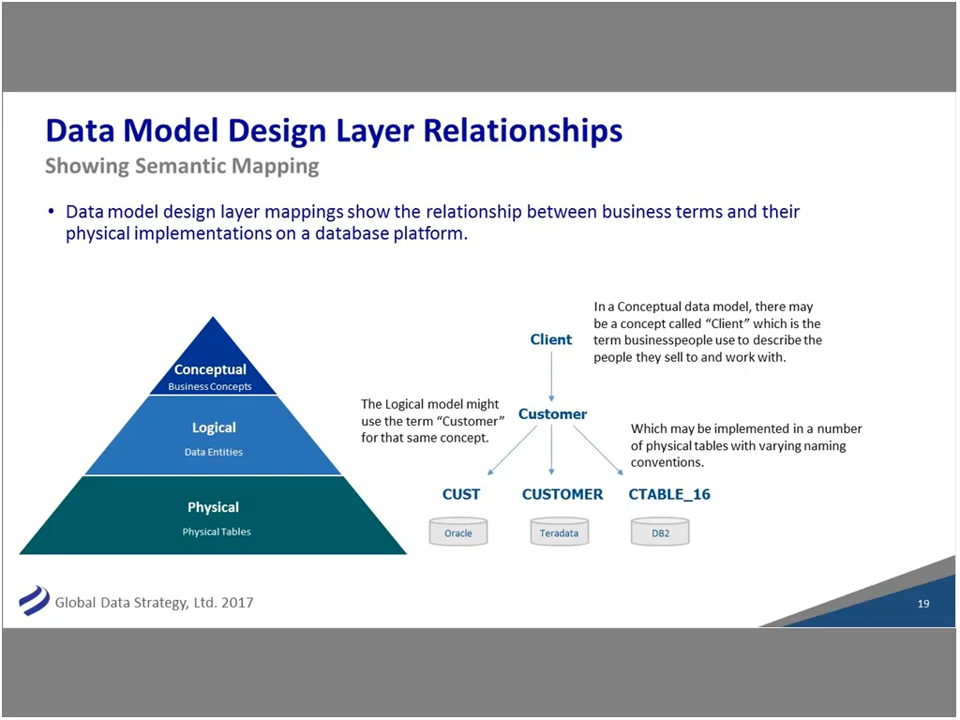 Data Model Design Layer Relationships
Showing Semantic Mapping
• Data model design layer mappings show the relationship between business terms and their
physical implementations on a database platform.
Conceptual
Business Concepts
Logical
Data Entities
Physical
Physical Tables
In a Conceptual data model, there may
be a concept called “Client” which is the
term businesspeople use to describe the
people they sell to and work with.
Client
The Logical model might
use the term “Customer”
for that same concept.
Customer
Which may be implemented in a number
of physical tables with varying naming
conventions.
CUST
CUSTOMER
CTABLE_16
Oracle
Teradata
DB2
Global Data Strategy, Ltd. 2017
19